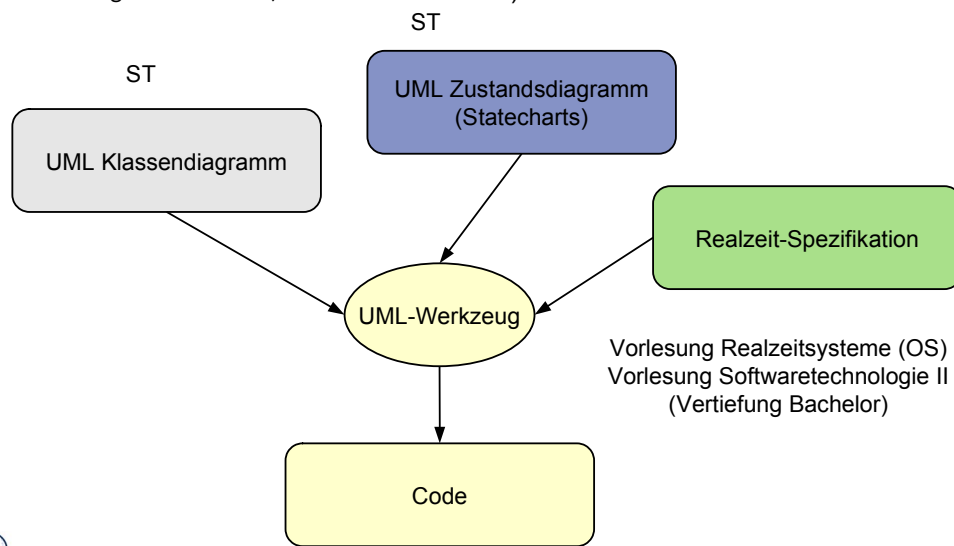 ST
ST
UML Zustandsdiagramm
(Statecharts)
UML Klassendiagramm
Realzeit-Spezifikation
UML-Werkzeug
Vorlesung Realzeitsysteme (OS)
Vorlesung Softwaretechnologie II
(Vertiefung Bachelor)
Code